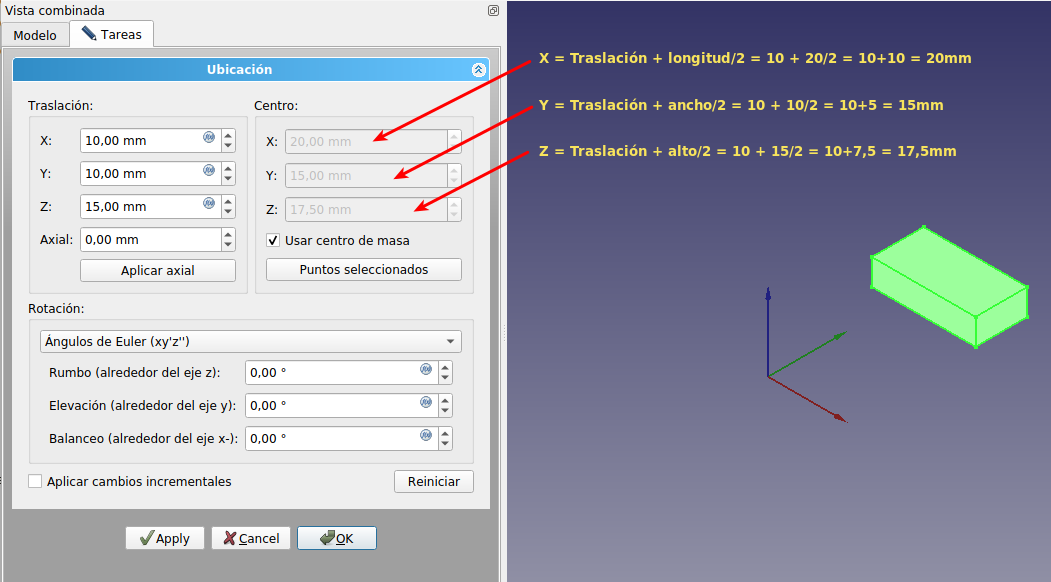 Vista combinada
Modelo
Tareas
Ubicación
Traslación:
X: 10,00 mm
Y: 10,00 mm
Z: 15,00 mm
Axial: 0,00 mm
Aplicar axial
Centro:
X: 20,00 mm
Y: 15,00 mm
Z: 17,50 mm
Usar centro de masa
Puntos seleccionados
Rotación:
Ángulos de Euler (xy'z'')
Rumbo (alrededor del eje z): 0,00 °
Elevación (alrededor del eje y): 0,00 °
Balanceo (alrededor del eje x-): 0,00 °
Aplicar cambios incrementales
Reiniciar
Apply
Cancel
OK
X = Traslación + longitud/2 = 10 + 20/2 = 10+10 = 20mm
Y = Traslación + ancho/2 = 10 + 10/2 = 10+5 = 15mm
Z = Traslación + alto/2 = 10 + 15/2 = 10+7,5 = 17,5mm